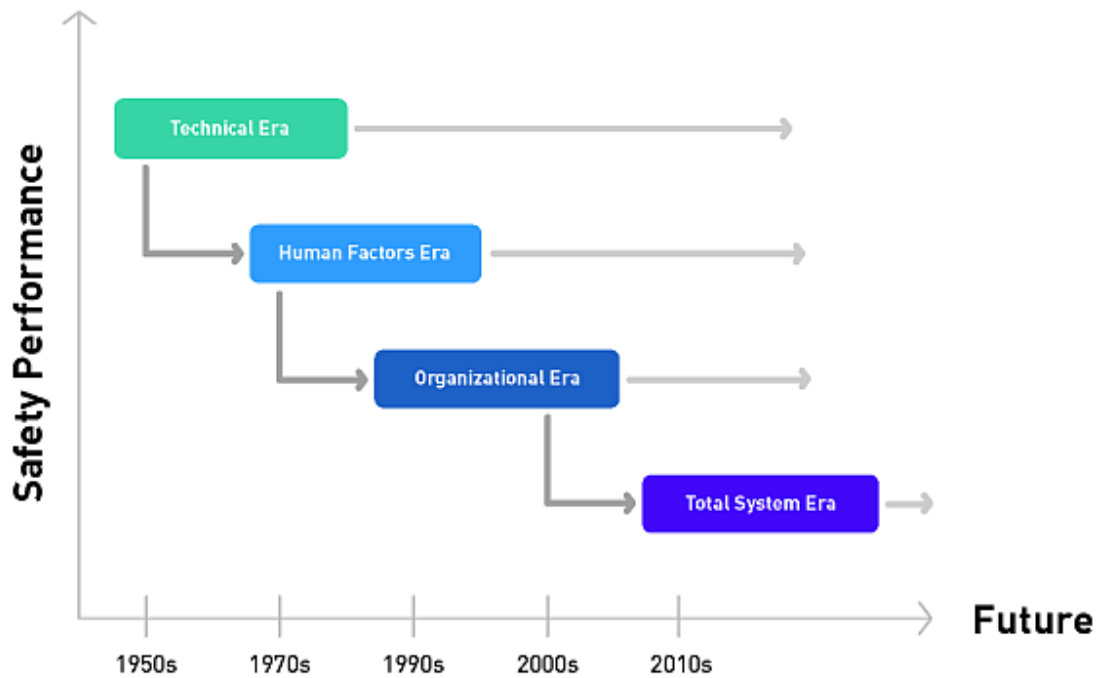 Safety Performance
Technical Era
Human Factors Era
Organizational Era
Total System Era
1950s
1970s
1990s
2000s
2010s
Future